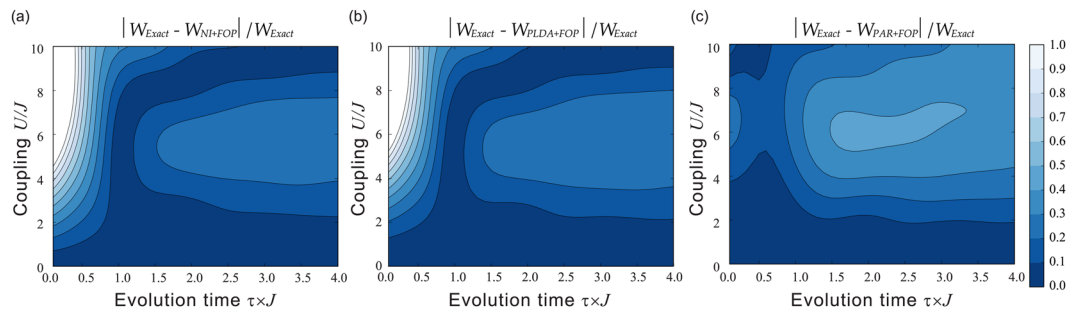 (a)
| W_Exact - W_NI+FOP | / W_Exact
10
8
6
4
2
0
Coupling U/J
0.0 0.5 1.0 1.5 2.0 2.5 3.0 3.5 4.0
Evolution time τ×J
(b)
| W_Exact - W_PLDA+FOP | / W_Exact
10
8
6
4
2
0
Coupling U/J
0.0 0.5 1.0 1.5 2.0 2.5 3.0 3.5 4.0
Evolution time τ×J
(c)
| W_Exact - W_PAR+FOP | / W_Exact
10
8
6
4
2
0
Coupling U/J
0.0 0.5 1.0 1.5 2.0 2.5 3.0 3.5 4.0
Evolution time τ×J
1.0
0.9
0.8
0.7
0.6
0.5
0.4
0.3
0.2
0.1
0.0